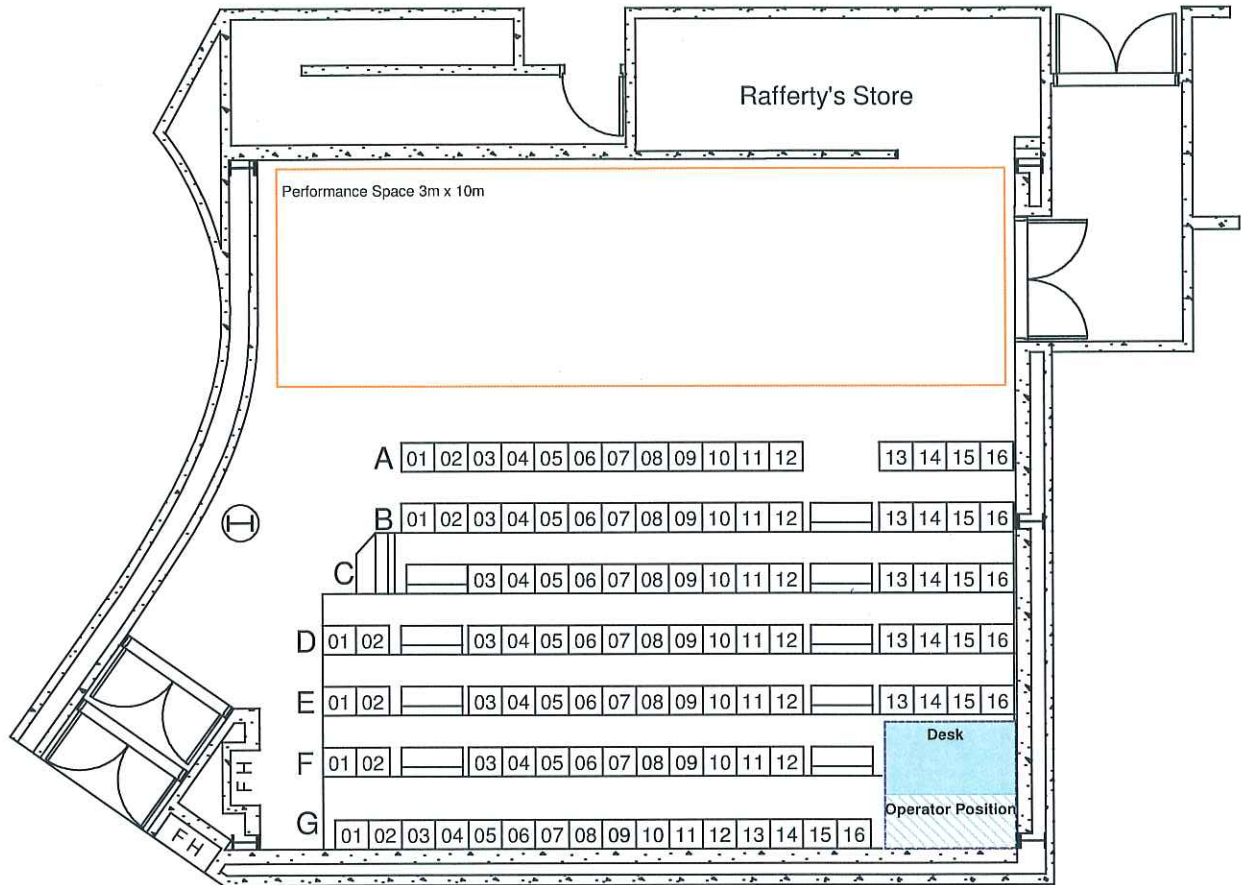 Rafferty's Store
Performance Space 3m x 10m
A 01 02 03 04 05 06 07 08 09 10 11 12 13 14 15 16
B 01 02 03 04 05 06 07 08 09 10 11 12 13 14 15 16
C 03 04 05 06 07 08 09 10 11 12 13 14 15 16
D 01 02 03 04 05 06 07 08 09 10 11 12 13 14 15 16
E 01 02 03 04 05 06 07 08 09 10 11 12 13 14 15 16
Desk
F 01 02 03 04 05 06 07 08 09 10 11 12
FH
Operator Position
G 01 02 03 04 05 06 07 08 09 10 11 12 13 14 15 16
FH